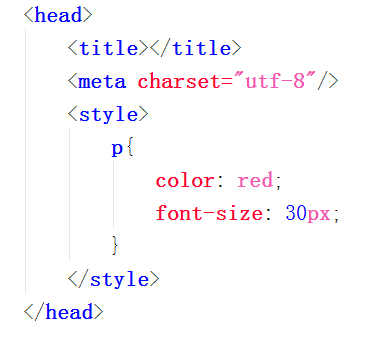 <head>
<title></title>
<meta charset="utf-8"/>
<style>
p{
color: red;
font-size: 30px;
}
</style>
</head>